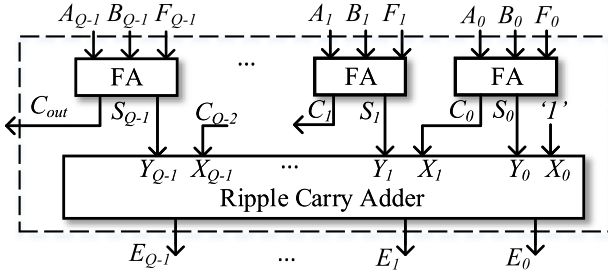 A_{Q-1} B_{Q-1} F_{Q-1} A_1 B_1 F_1 A_0 B_0 F_0
FA ... FA FA
C_{out} S_{Q-1} C_{Q-2} C_1 S_1 C_0 S_0 '1'
Y_{Q-1} X_{Q-1} ... Y_1 X_1 Y_0 X_0
Ripple Carry Adder
E_{Q-1} ... E_1 E_0